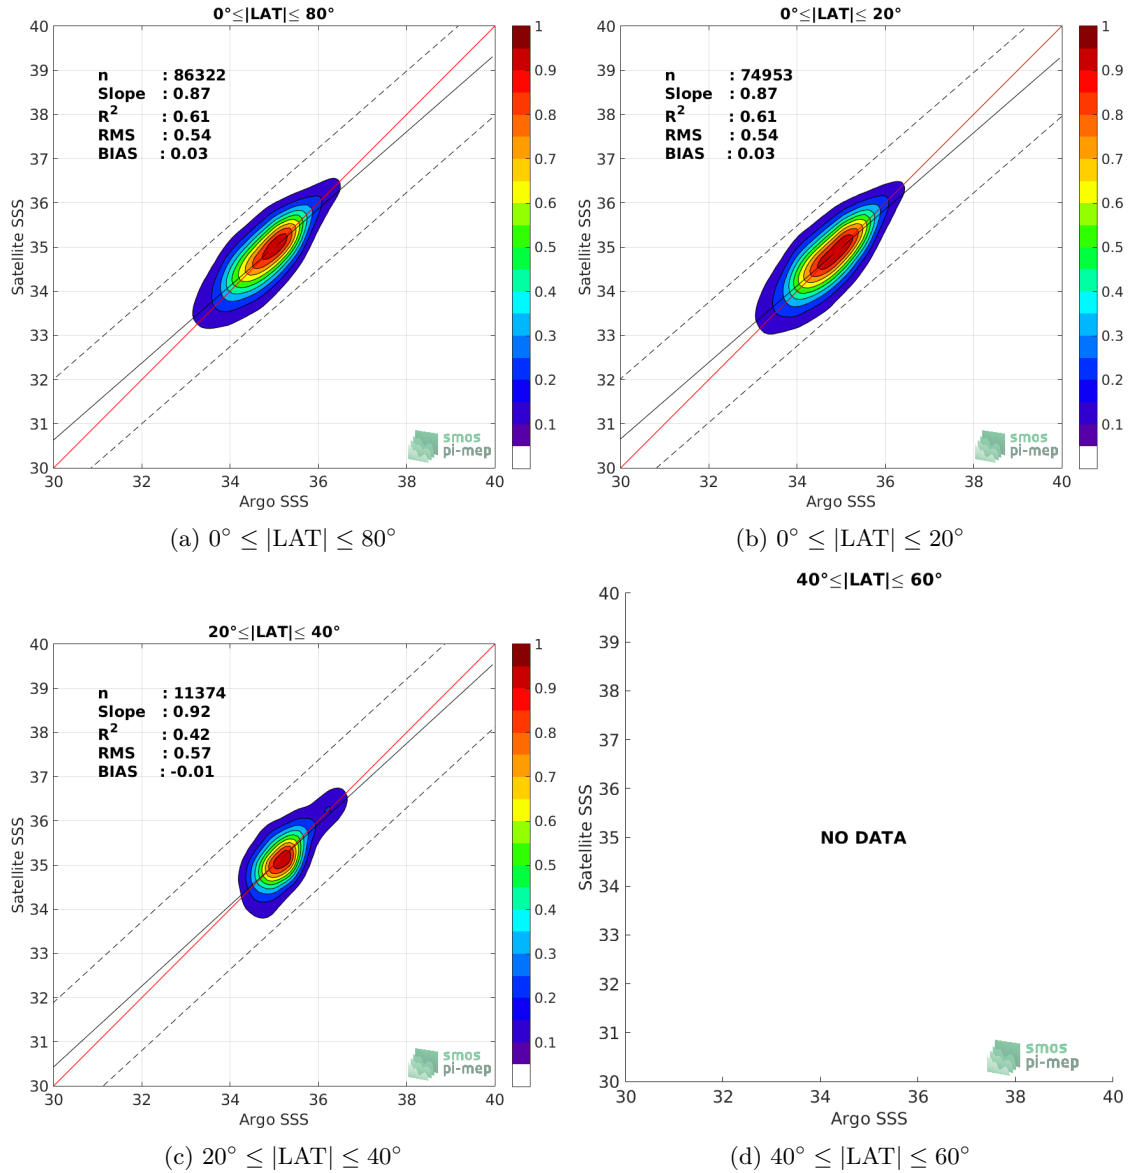 0°≤|LAT|≤ 80°
n : 86322
Slope : 0.87
R² : 0.61
RMS : 0.54
BIAS : 0.03
40
39
38
37
36
35
34
33
32
31
30
30 32 34 36 38 40
Satellite SSS
Argo SSS
1
0.9
0.8
0.7
0.6
0.5
0.4
0.3
0.2
0.1
smos
pi-mep
(a) 0° ≤ |LAT| ≤ 80°
0°≤|LAT|≤ 20°
n : 74953
Slope : 0.87
R² : 0.61
RMS : 0.54
BIAS : 0.03
40
39
38
37
36
35
34
33
32
31
30
30 32 34 36 38 40
Satellite SSS
Argo SSS
1
0.9
0.8
0.7
0.6
0.5
0.4
0.3
0.2
0.1
smos
pi-mep
(b) 0° ≤ |LAT| ≤ 20°
20°≤|LAT|≤ 40°
n : 11374
Slope : 0.92
R² : 0.42
RMS : 0.57
BIAS : -0.01
40
39
38
37
36
35
34
33
32
31
30
30 32 34 36 38 40
Satellite SSS
Argo SSS
1
0.9
0.8
0.7
0.6
0.5
0.4
0.3
0.2
0.1
smos
pi-mep
(c) 20° ≤ |LAT| ≤ 40°
40°≤|LAT|≤ 60°
40
39
38
37
36
35
34
33
32
31
30
30 32 34 36 38 40
Satellite SSS
NO DATA
Argo SSS
smos
pi-mep
(d) 40° ≤ |LAT| ≤ 60°